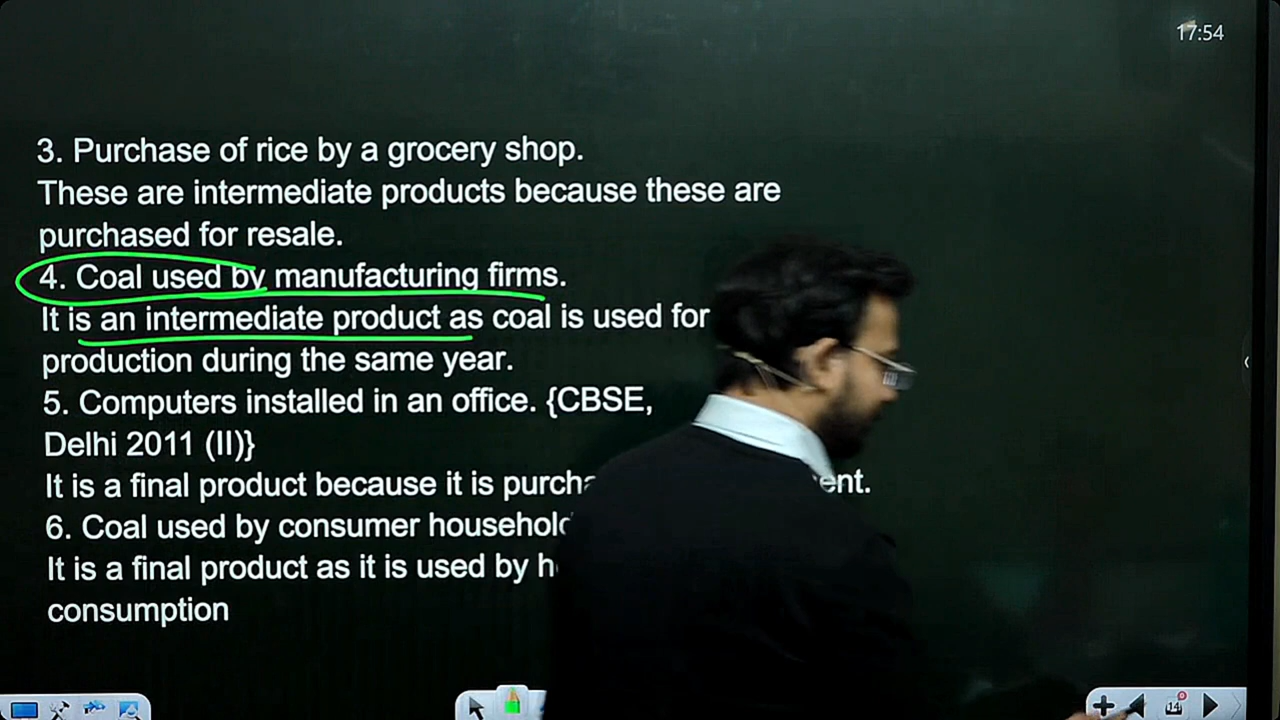 17:54
3. Purchase of rice by a grocery shop.
These are intermediate products because these are
purchased for resale.
4. Coal used by manufacturing firms.
It is an intermediate product as coal is used for
production during the same year.
5. Computers installed in an office. {CBSE,
Delhi 2011 (II)}
It is a final product because it is
6. Coal used by consumer
It is a final product as it is used by
consumption
14